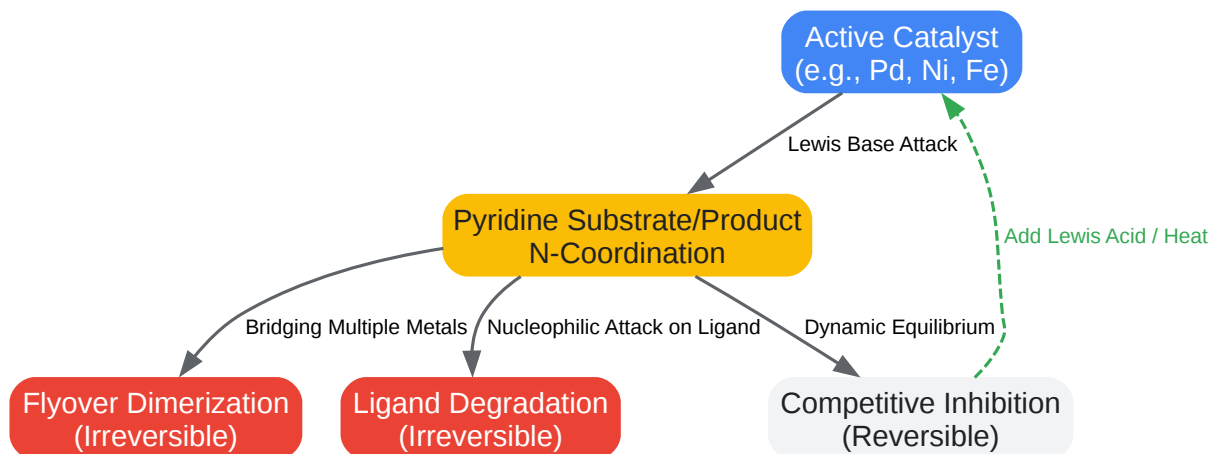 Active Catalyst
(e.g., Pd, Ni, Fe)
Lewis Base Attack
Pyridine Substrate/Product
N-Coordination
Add Lewis Acid / Heat
Bridging Multiple Metals
Nucleophilic Attack on Ligand
Dynamic Equilibrium
Flyover Dimerization
(Irreversible)
Ligand Degradation
(Irreversible)
Competitive Inhibition
(Reversible)